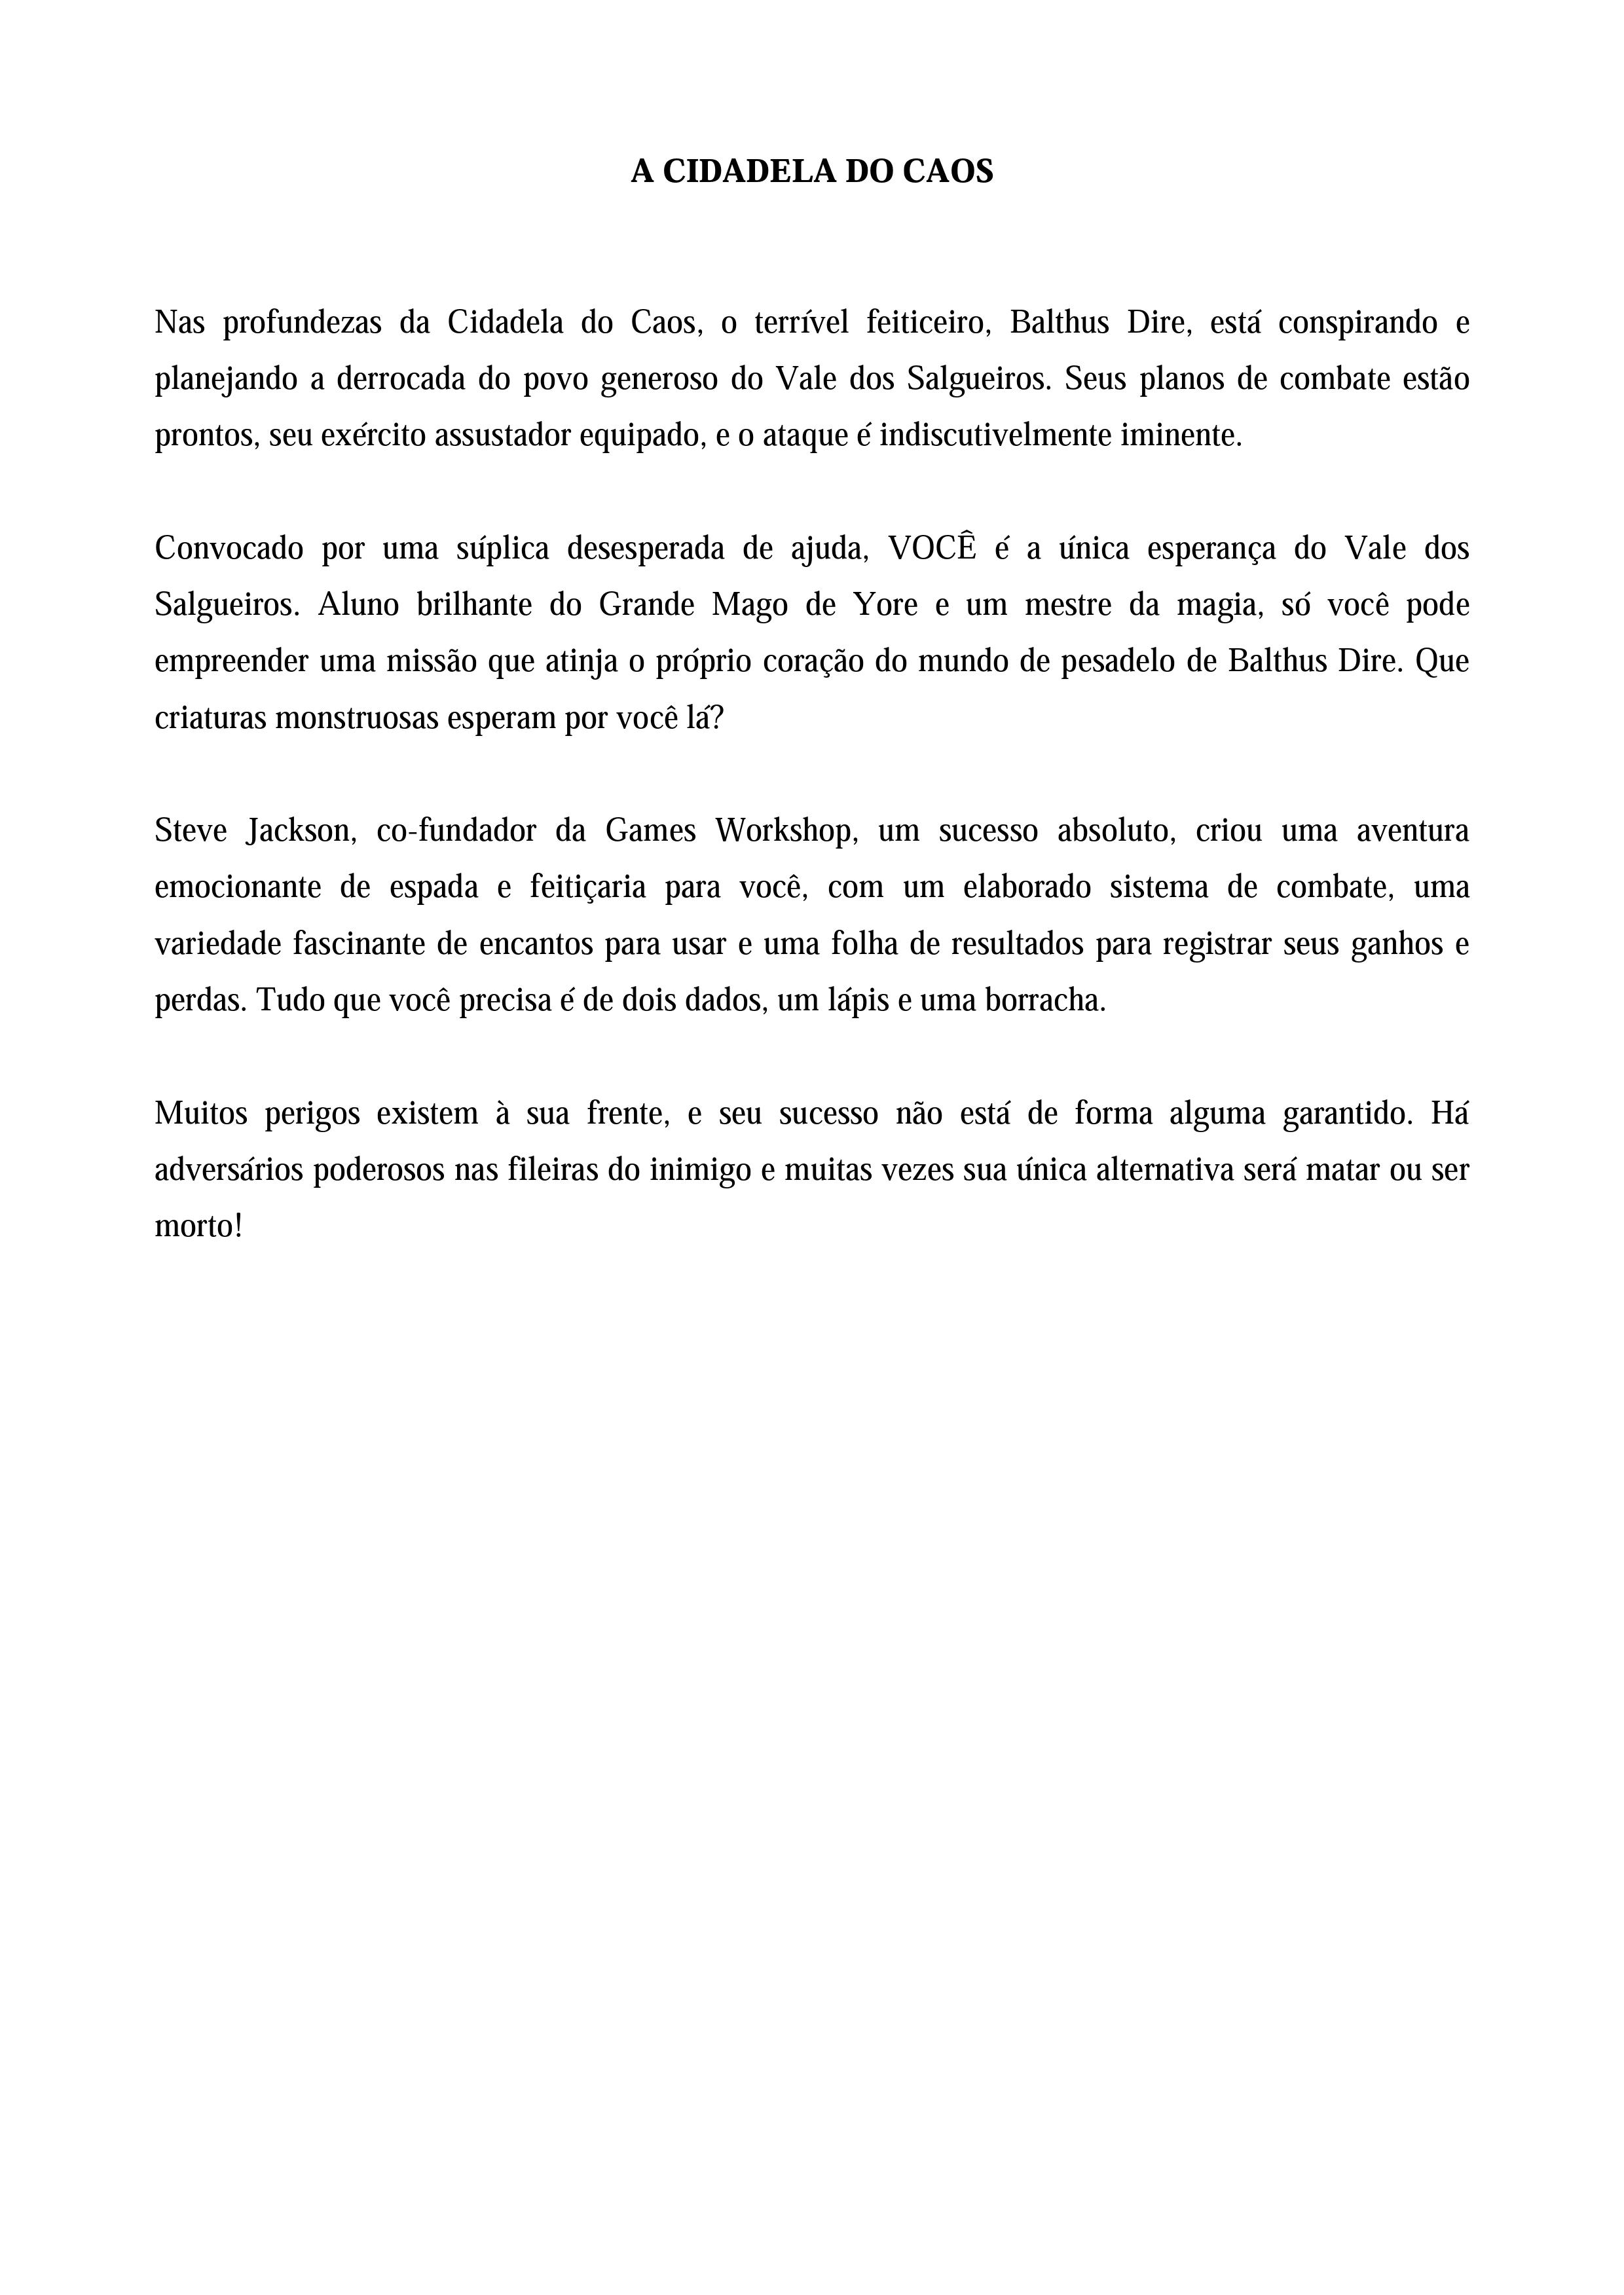 A CIDADELA DO CAOS
Nas profundezas da Cidadela do Caos, o terrível feiticeiro, Balthus Dire, está conspirando e
planejando a derrocada do povo generoso do Vale dos Salgueiros. Seus planos de combate estão
prontos, seu exército assustador equipado, e o ataque é indiscutivelmente iminente.
Convocado por uma súplica desesperada de ajuda, VOCÊ é a única esperança do Vale dos
Salgueiros. Aluno brilhante do Grande Mago de Yore e um mestre da magia, só você pode
empreender uma missão que atinja o próprio coração do mundo de pesadelo de Balthus Dire. Que
criaturas monstruosas esperam por você lá?
Steve Jackson, co-fundador da Games Workshop, um sucesso absoluto, criou uma aventura
emocionante de espada e feitiçaria para você, com um elaborado sistema de combate, uma
variedade fascinante de encantos para usar e uma folha de resultados para registrar seus ganhos e
perdas. Tudo que você precisa é de dois dados, um lápis e uma borracha.
Muitos perigos existem à sua frente, e seu sucesso não está de forma alguma garantido. Há
adversários poderosos nas fileiras do inimigo e muitas vezes sua única alternativa será matar ou ser
morto!